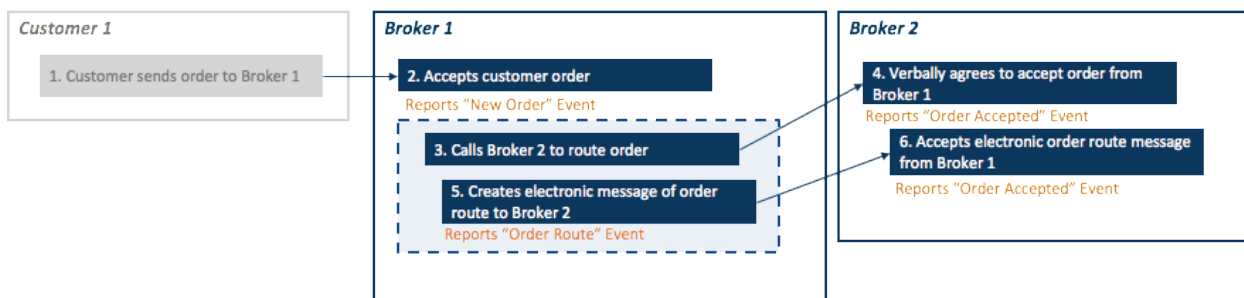 Customer 1
1. Customer sends order to Broker 1
Broker 1
2. Accepts customer order
Reports "New Order" Event
3. Calls Broker 2 to route order
5. Creates electronic message of order
route to Broker 2
Reports "Order Route" Event
Broker 2
4. Verbally agrees to accept order from
Broker 1
Reports "Order Accepted" Event
6. Accepts electronic order route message
from Broker 1
Reports "Order Accepted" Event